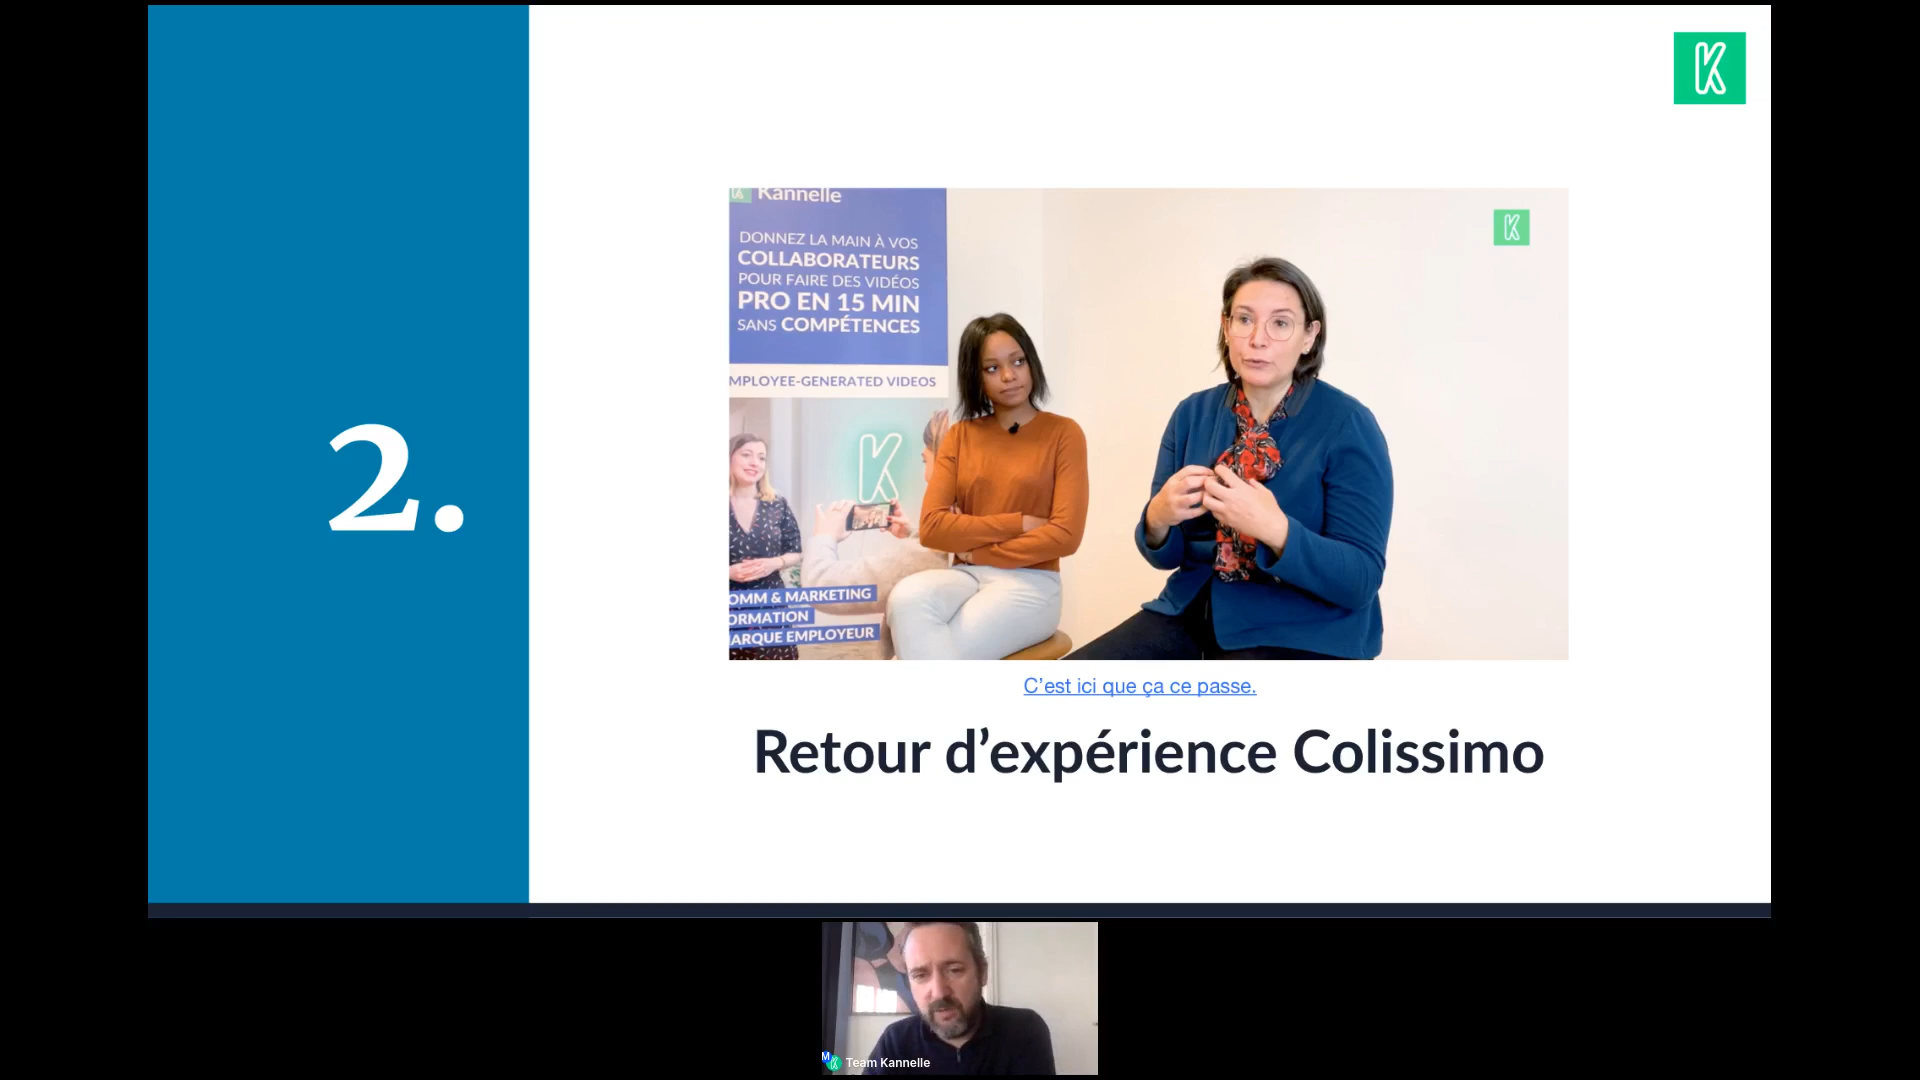 2.
K
Kannelle
DONNEZ LA MAIN À VOS
COLLABORATEURS
POUR FAIRE DES VIDÉOS
PRO EN 15 MIN
SANS COMPÉTENCES
MPLOYEE-GENERATED VIDEOS
K
OMM & MARKETING
ORMATION
ARQUE EMPLOYEUR
K
C’est ici que ça ce passe.
Retour d’expérience Colissimo
M
Team Kannelle